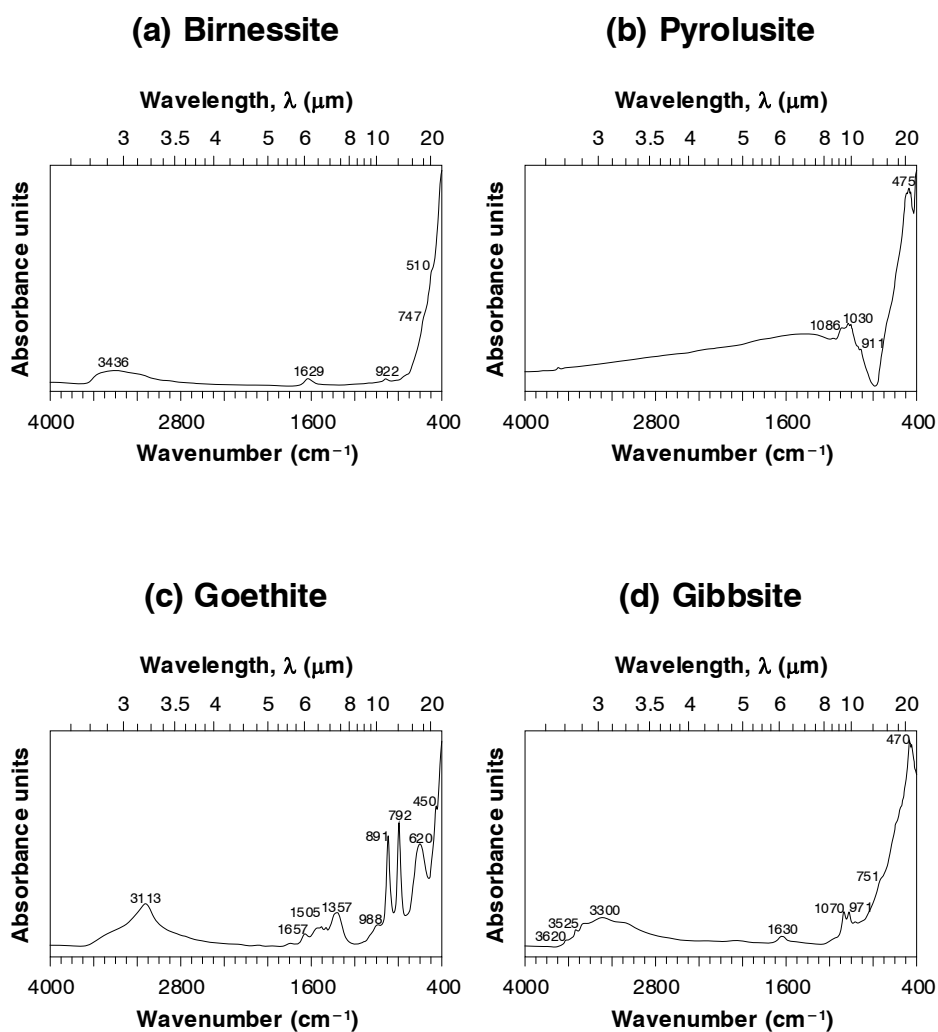 (a) Birnessite
Wavelength, λ (μm)
3 3.5 4 5 6 8 10 20
Absorbance units
3436
1629
922
747
510
4000 2800 1600 400
Wavenumber (cm⁻¹)
(b) Pyrolusite
Wavelength, λ (μm)
3 3.5 4 5 6 8 10 20
Absorbance units
1086
1030
911
475
4000 2800 1600 400
Wavenumber (cm⁻¹)
(c) Goethite
Wavelength, λ (μm)
3 3.5 4 5 6 8 10 20
Absorbance units
3113
1657
1505
1357
988
891
792
620
450
4000 2800 1600 400
Wavenumber (cm⁻¹)
(d) Gibbsite
Wavelength, λ (μm)
3 3.5 4 5 6 8 10 20
Absorbance units
3620
3525
3300
1630
1070
971
751
470
4000 2800 1600 400
Wavenumber (cm⁻¹)